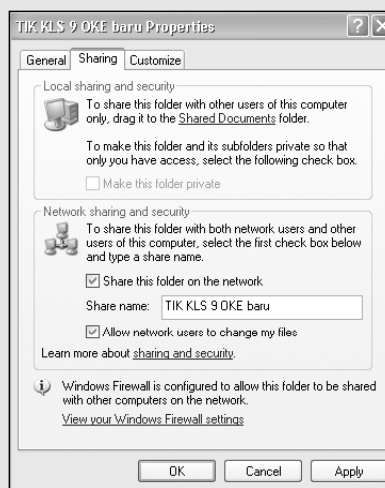 TIK KLS 9 OKE baru Properties
General Sharing Customize
Local sharing and security
To share this folder with other users of this computer
only, drag it to the Shared Documents folder.
To make this folder and its subfolders private so that
only you have access, select the following check box.
Make this folder private
Network sharing and security
To share this folder with both network users and other
users of this computer, select the first check box below
and type a share name.
Share this folder on the network
Share name: TIK KLS 9 OKE baru
Allow network users to change my files
Learn more about sharing and security.
Windows Firewall is configured to allow this folder to be shared
with other computers on the network.
View your Windows Firewall settings
OK Cancel Apply